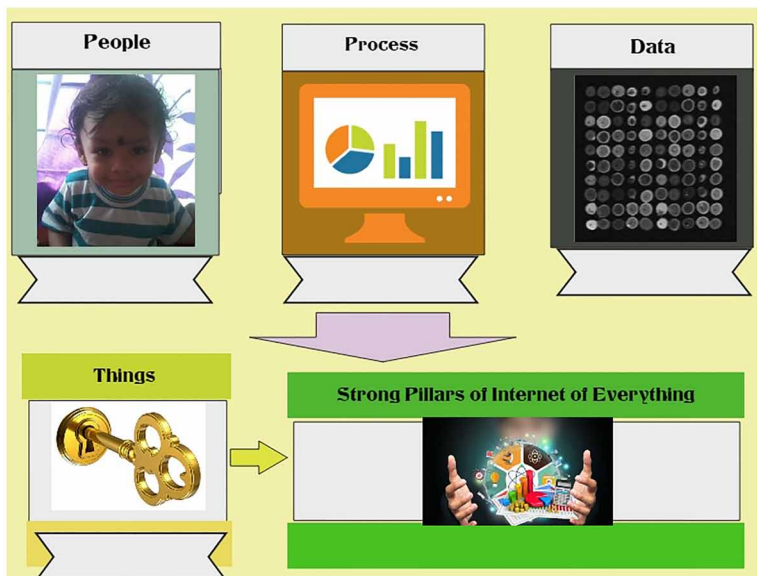 People
Process
Data
Things
Strong Pillars of Internet of Everything